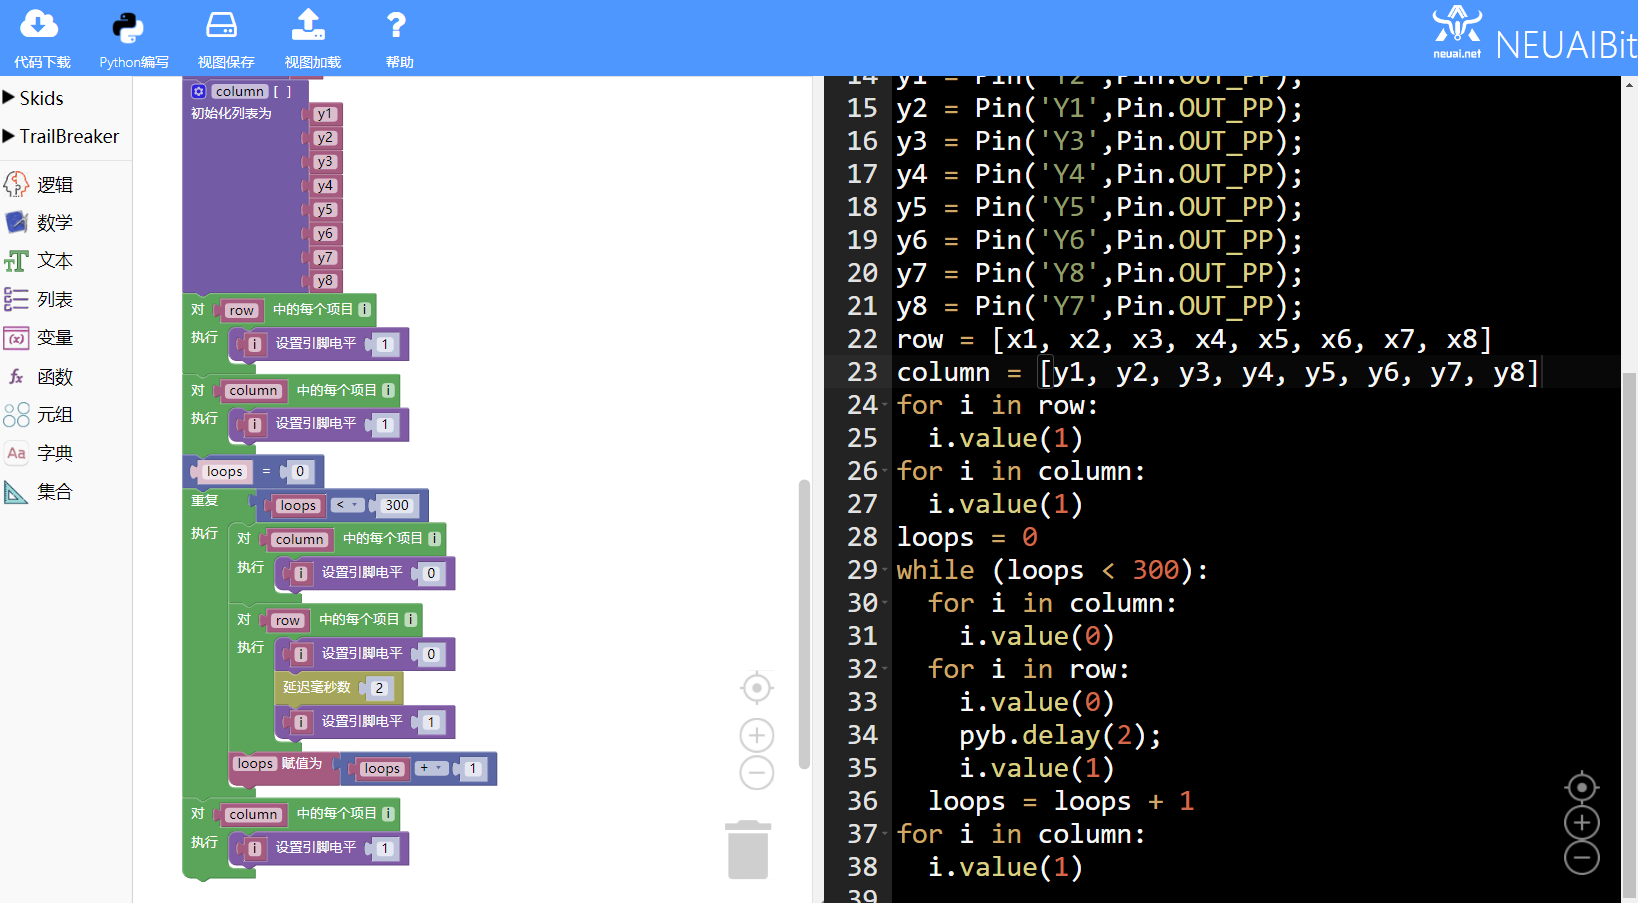 代码下载
Python编写
视图保存
视图加载
帮助
neuai.net
NEUAIBit
Skids
TrailBreaker
逻辑
数学
文本
列表
变量
函数
元组
Aa 字典
集合
column [ ]
初始化列表为
y1
y2
y3
y4
y5
y6
y7
y8
对 row 中的每个项目 i
执行 i 设置引脚电平 1
对 column 中的每个项目 i
执行 i 设置引脚电平 1
loops = 0
重复 loops < 300
执行 对 column 中的每个项目 i
执行 i 设置引脚电平 0
对 row 中的每个项目 i
执行 i 设置引脚电平 0
延迟毫秒数 2
i 设置引脚电平 1
loops 赋值为 loops + 1
对 column 中的每个项目 i
执行 i 设置引脚电平 1
14 y1 = Pin('Y2',Pin.OUT_PP);
15 y2 = Pin('Y1',Pin.OUT_PP);
16 y3 = Pin('Y3',Pin.OUT_PP);
17 y4 = Pin('Y4',Pin.OUT_PP);
18 y5 = Pin('Y5',Pin.OUT_PP);
19 y6 = Pin('Y6',Pin.OUT_PP);
20 y7 = Pin('Y8',Pin.OUT_PP);
21 y8 = Pin('Y7',Pin.OUT_PP);
22 row = [x1, x2, x3, x4, x5, x6, x7, x8]
23 column = [y1, y2, y3, y4, y5, y6, y7, y8]
24 for i in row:
25 i.value(1)
26 for i in column:
27 i.value(1)
28 loops = 0
29 while (loops < 300):
30 for i in column:
31 i.value(0)
32 for i in row:
33 i.value(0)
34 pyb.delay(2);
35 i.value(1)
36 loops = loops + 1
37 for i in column:
38 i.value(1)
39